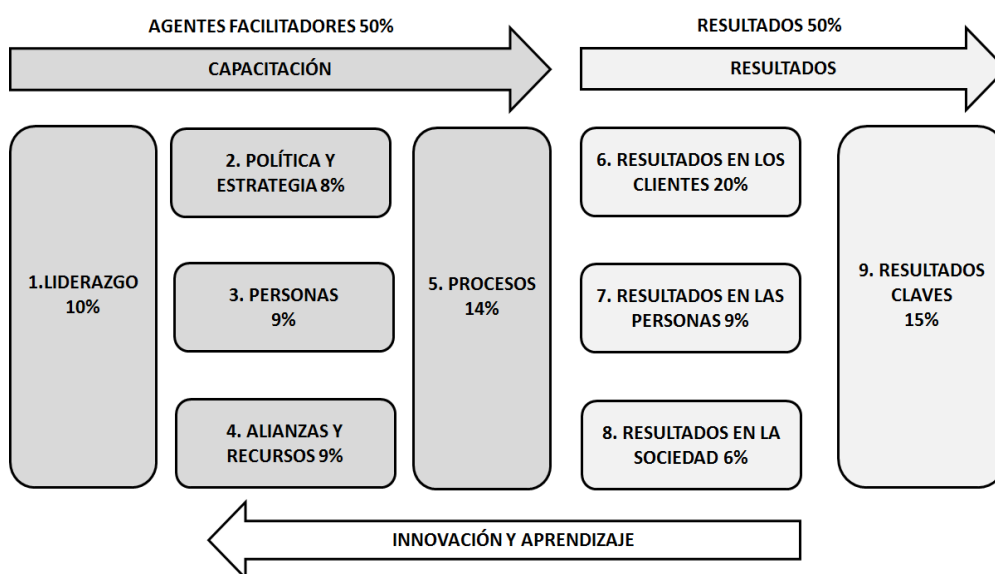 AGENTES FACILITADORES 50%
RESULTADOS 50%
CAPACITACIÓN
RESULTADOS
1.LIDERAZGO
10%
2. POLÍTICA Y
ESTRATEGIA 8%
3. PERSONAS
9%
4. ALIANZAS Y
RECURSOS 9%
5. PROCESOS
14%
6. RESULTADOS EN LOS
CLIENTES 20%
7. RESULTADOS EN LAS
PERSONAS 9%
8. RESULTADOS EN LA
SOCIEDAD 6%
9. RESULTADOS
CLAVES
15%
INNOVACIÓN Y APRENDIZAJE